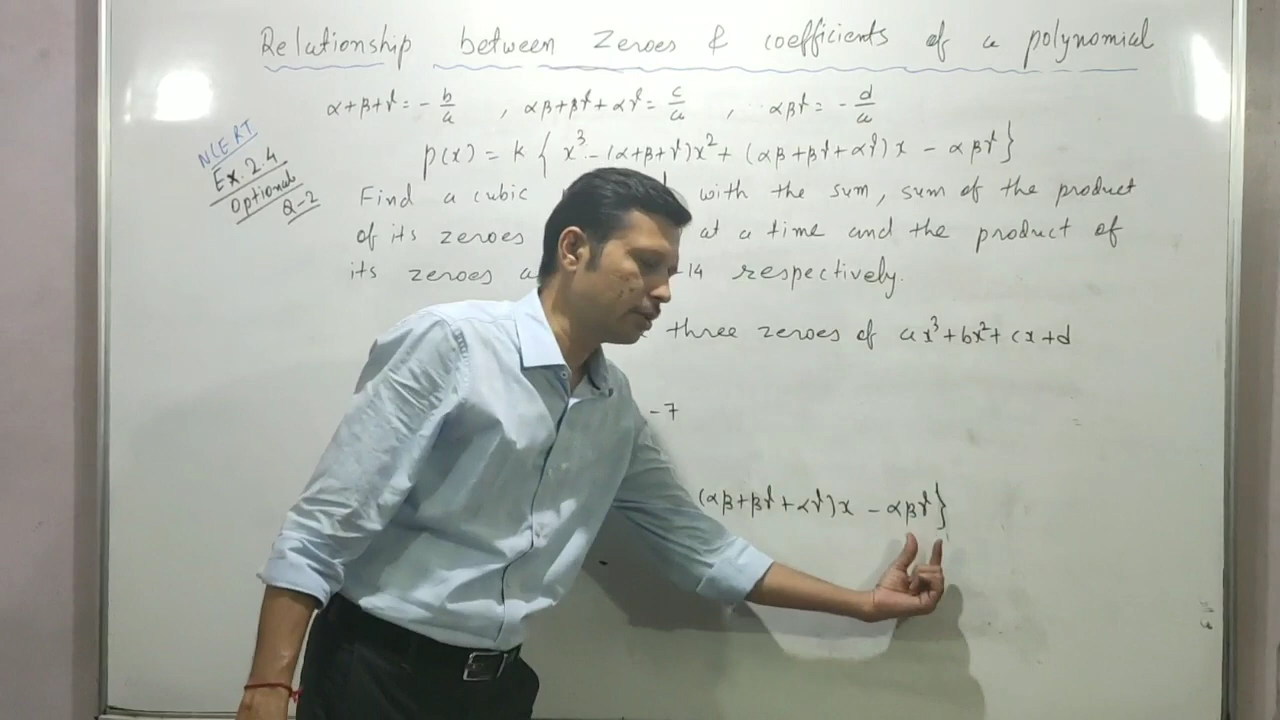 Relationship between Zeroes & coefficients of a polynomial
α+β+γ = - b/a , αβ+βγ+αγ = c/a , αβγ = - d/a
NCERT
Ex. 2.4
Optional
Q-2
p(x) = k { x³ - (α+β+γ)x² + (αβ+βγ+αγ)x - αβγ}
Find a cubic with the sum, sum of the product
of its zeroes at a time and the product of
its zeroes -14 respectively.
three zeroes of ax³+bx²+cx+d
-7
(αβ+βγ+αγ)x - αβγ}